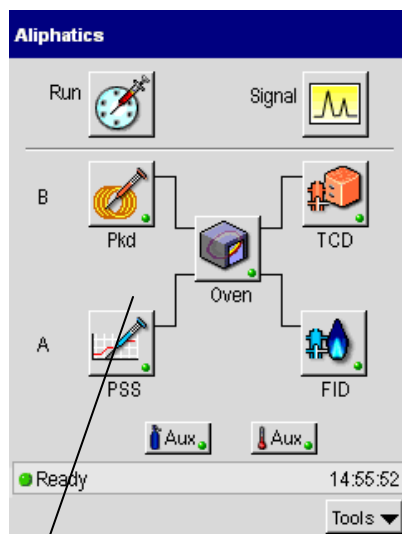 Aliphatics
Run Signal
B
Pkd TCD
Oven
A
PSS FID
Aux Aux
Ready 14:55:52
Tools